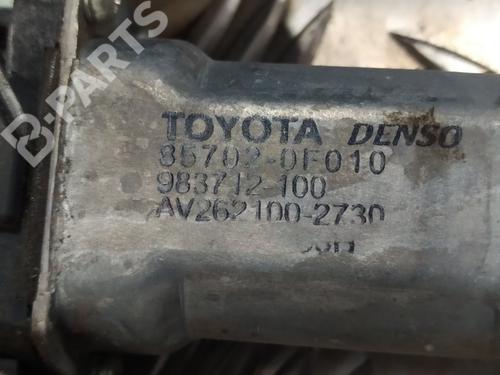 B-PARTS
TOYOTA DENSO
85702-0F010
983712-100
AV262100-2730